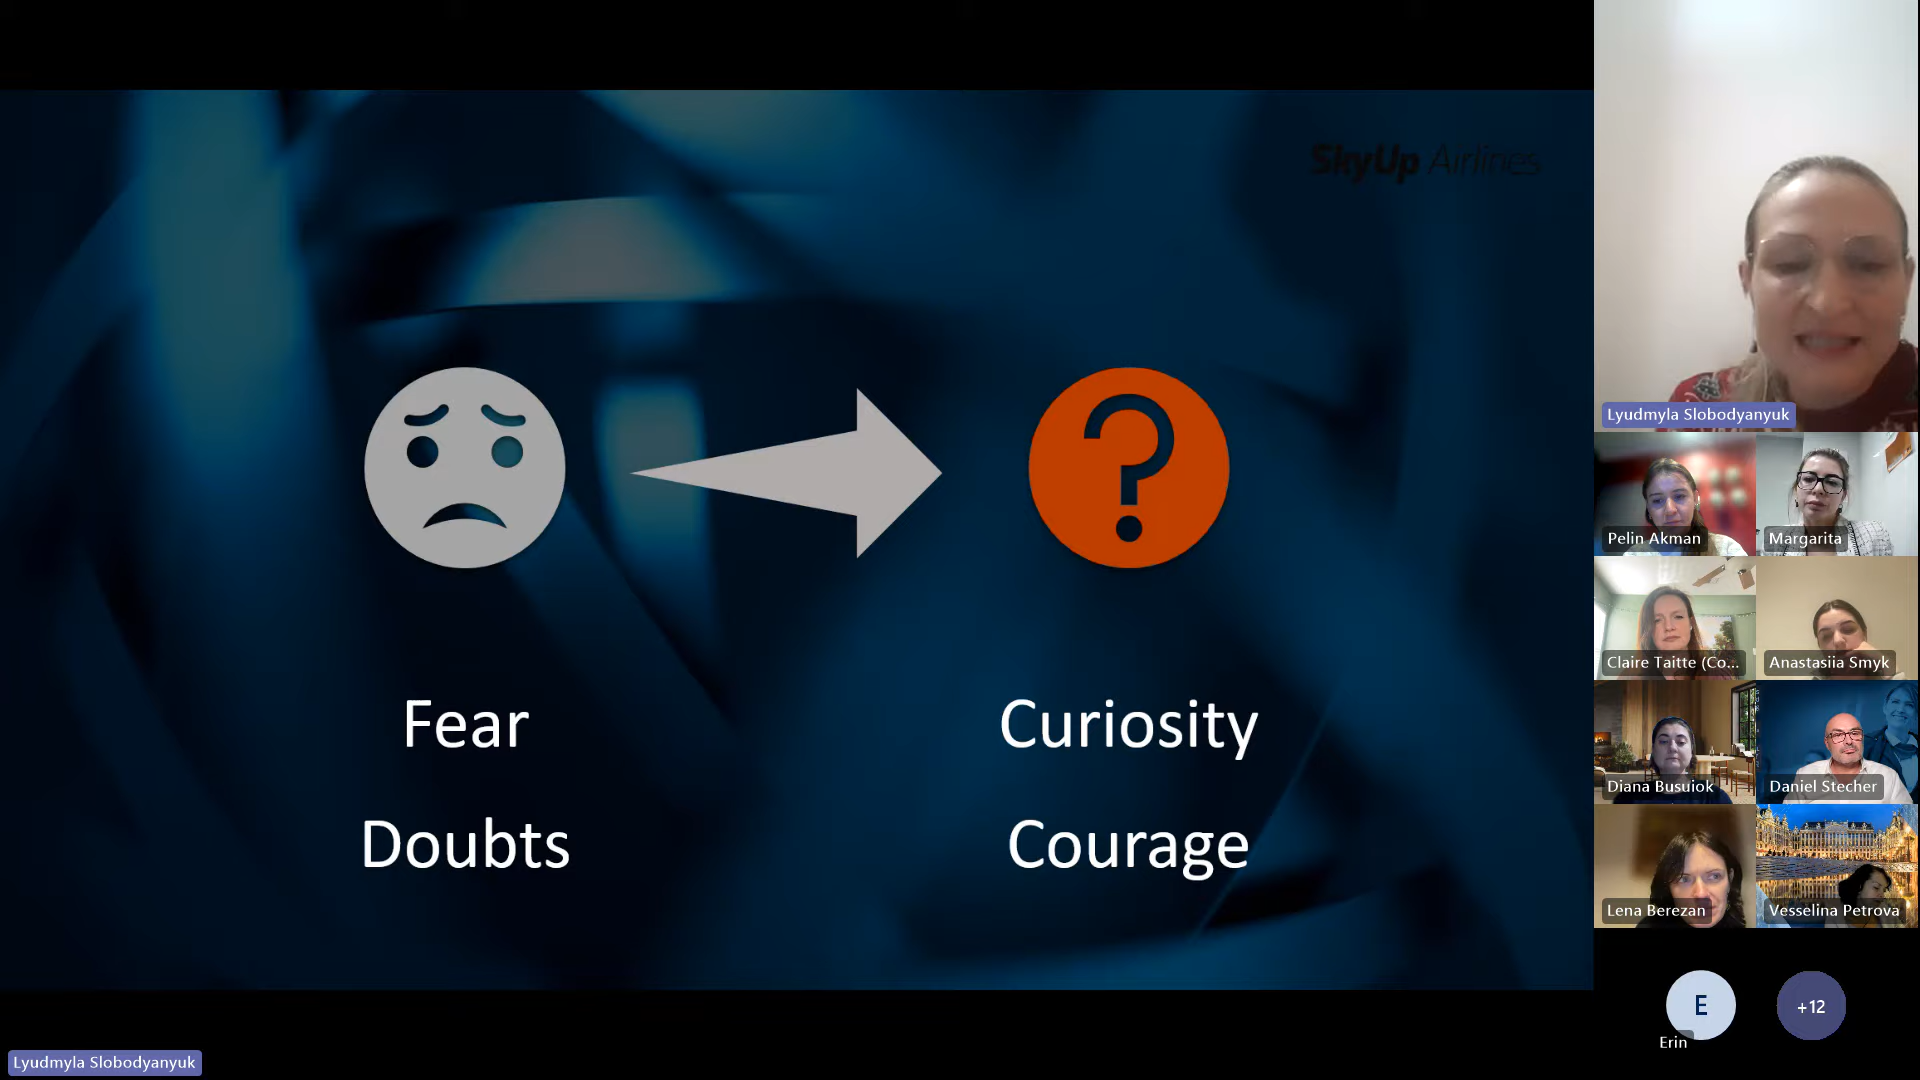 SkyUp Airlines
?
Fear
Curiosity
Doubts
Courage
Lyudmyla Slobodyanyuk
Lyudmyla Slobodyanyuk
Pelin Akman
Margarita
Claire Taitte (Co...
Anastasiia Smyk
Diana Busuiok
Daniel Stecher
Lena Berezan
Vesselina Petrova
E
+12
Erin